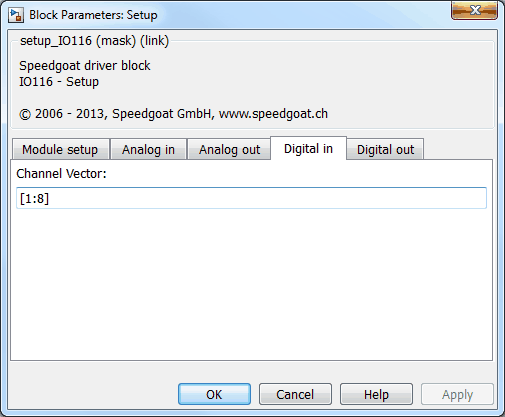 Block Parameters: Setup
setup_IO116 (mask) (link)
Speedgoat driver block
IO116 - Setup
© 2006 - 2013, Speedgoat GmbH, www.speedgoat.ch
Module setup Analog in Analog out Digital in Digital out
Channel Vector:
[1:8]
OK Cancel Help Apply